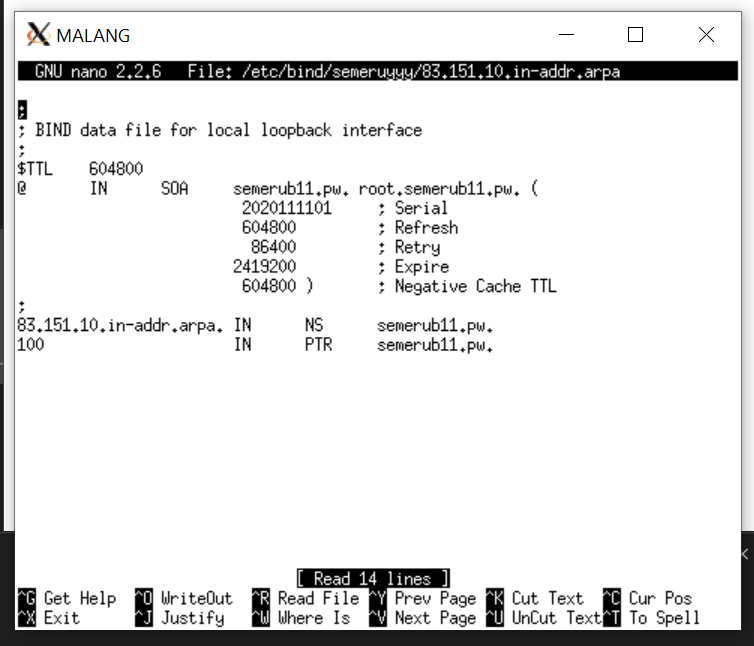 MALANG
GNU nano 2.2.6 File: /etc/bind/semeruyyy/83.151.10.in-addr.arpa
;
; BIND data file for local loopback interface
;
$TTL 604800
@ IN SOA semerub11.pw. root.semerub11.pw. (
2020111101 ; Serial
604800 ; Refresh
86400 ; Retry
2419200 ; Expire
604800 ) ; Negative Cache TTL
;
83.151.10.in-addr.arpa. IN NS semerub11.pw.
100 IN PTR semerub11.pw.
[ Read 14 lines ]
^G Get Help ^O WriteOut ^R Read File ^Y Prev Page ^K Cut Text ^C Cur Pos
^X Exit ^J Justify ^W Where Is ^V Next Page ^U UnCut Text ^T To Spell